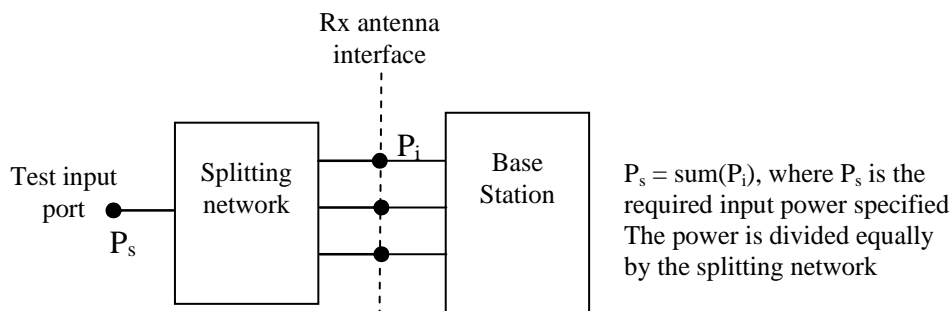 Rx antenna
interface
Test input
port
Pₛ
Splitting
network
Pᵢ
Base
Station
Pₛ = sum(Pᵢ), where Pₛ is the
required input power specified
The power is divided equally
by the splitting network